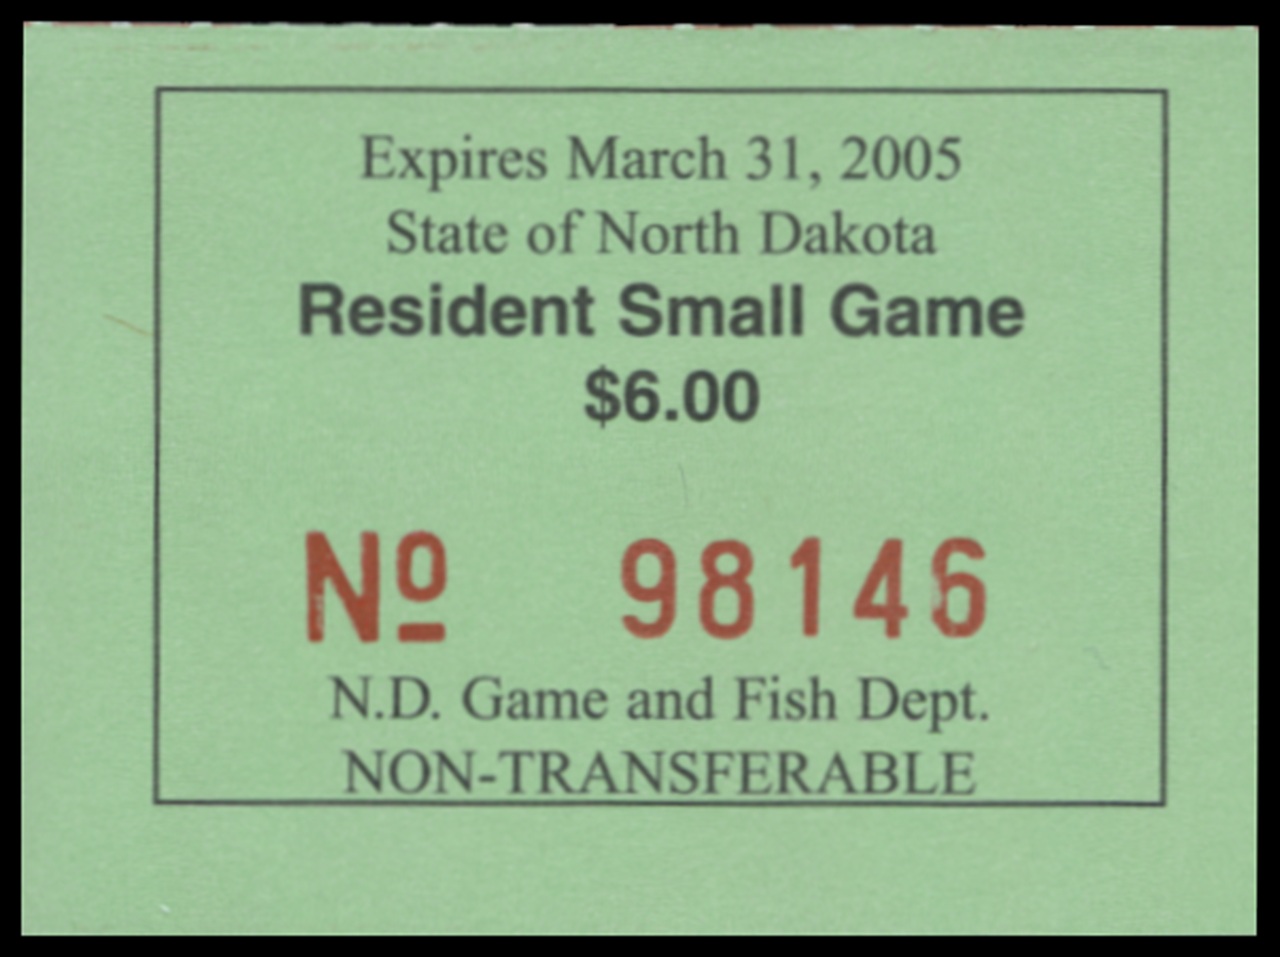 Expires March 31, 2005
State of North Dakota
Resident Small Game
$6.00
Nº 98146
N.D. Game and Fish Dept.
NON-TRANSFERABLE